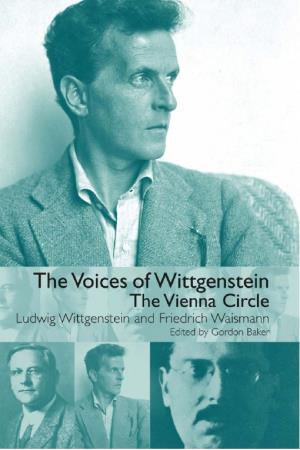 The Voices of Wittgenstein
The Vienna Circle
Ludwig Wittgenstein and Friedrich Waismann
Edited by Gordon Baker